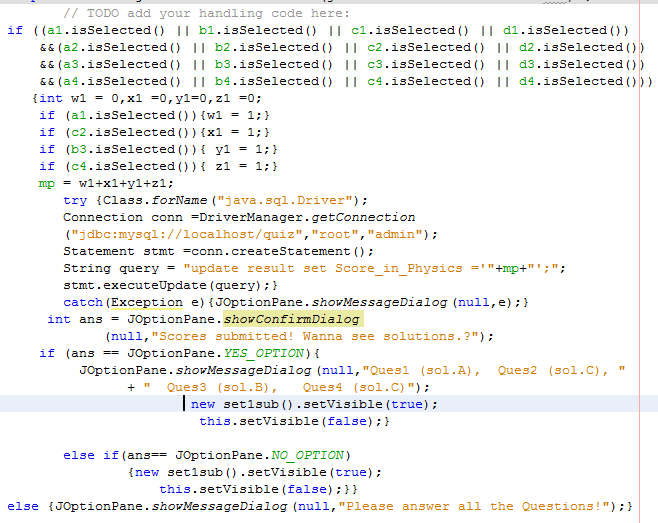 // TODO add your handling code here:
if ((a1.isSelected() || b1.isSelected() || c1.isSelected() || d1.isSelected())
&&(a2.isSelected() || b2.isSelected() || c2.isSelected() || d2.isSelected())
&&(a3.isSelected() || b3.isSelected() || c3.isSelected() || d3.isSelected())
&&(a4.isSelected() || b4.isSelected() || c4.isSelected() || d4.isSelected()))
{int w1 = 0,x1 =0,y1=0,z1 =0;
if (a1.isSelected()){w1 = 1;}
if (c2.isSelected()){x1 = 1;}
if (b3.isSelected()){ y1 = 1;}
if (c4.isSelected()){ z1 = 1;}
mp = w1+x1+y1+z1;
try {Class.forName("java.sql.Driver");
Connection conn =DriverManager.getConnection
("jdbc:mysql://localhost/quiz","root","admin");
Statement stmt =conn.createStatement();
String query = "update result set Score_in_Physics ='"+mp+"';";
stmt.executeUpdate(query);}
catch(Exception e){JOptionPane.showMessageDialog(null,e);}
int ans = JOptionPane.showConfirmDialog
(null,"Scores submitted! Wanna see solutions.?");
if (ans == JOptionPane.YES_OPTION){
JOptionPane.showMessageDialog(null,"Ques1 (sol.A),  Ques2 (sol.C), "
+ "  Ques3 (sol.B),   Ques4 (sol.C)");
new set1sub().setVisible(true);
this.setVisible(false);}
else if(ans== JOptionPane.NO_OPTION)
{new set1sub().setVisible(true);
this.setVisible(false);}}
else {JOptionPane.showMessageDialog(null,"Please answer all the Questions!");}